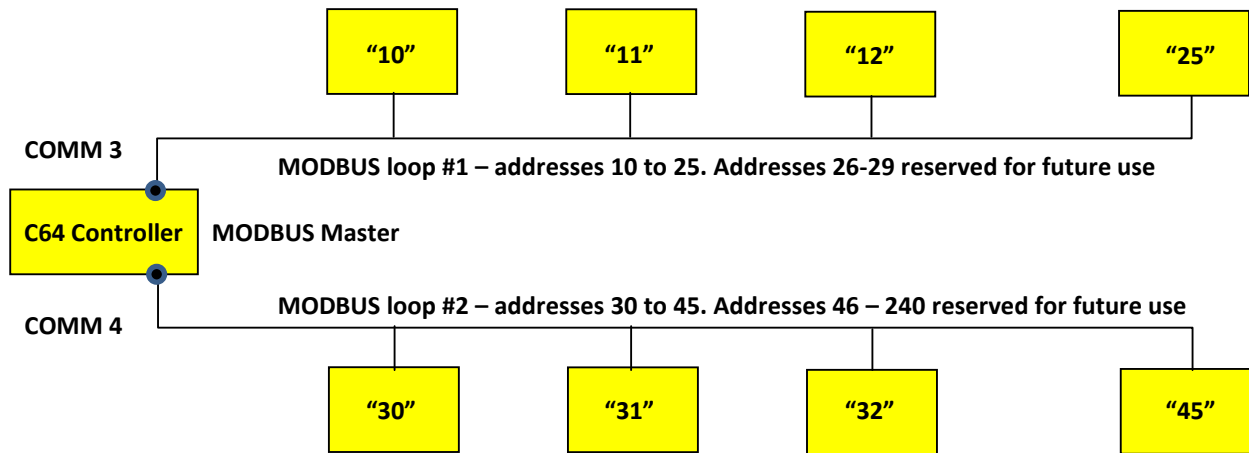 “10”
“11”
“12”
“25”
COMM 3
MODBUS loop #1 – addresses 10 to 25. Addresses 26-29 reserved for future use
C64 Controller
MODBUS Master
MODBUS loop #2 – addresses 30 to 45. Addresses 46 – 240 reserved for future use
COMM 4
“30”
“31”
“32”
“45”